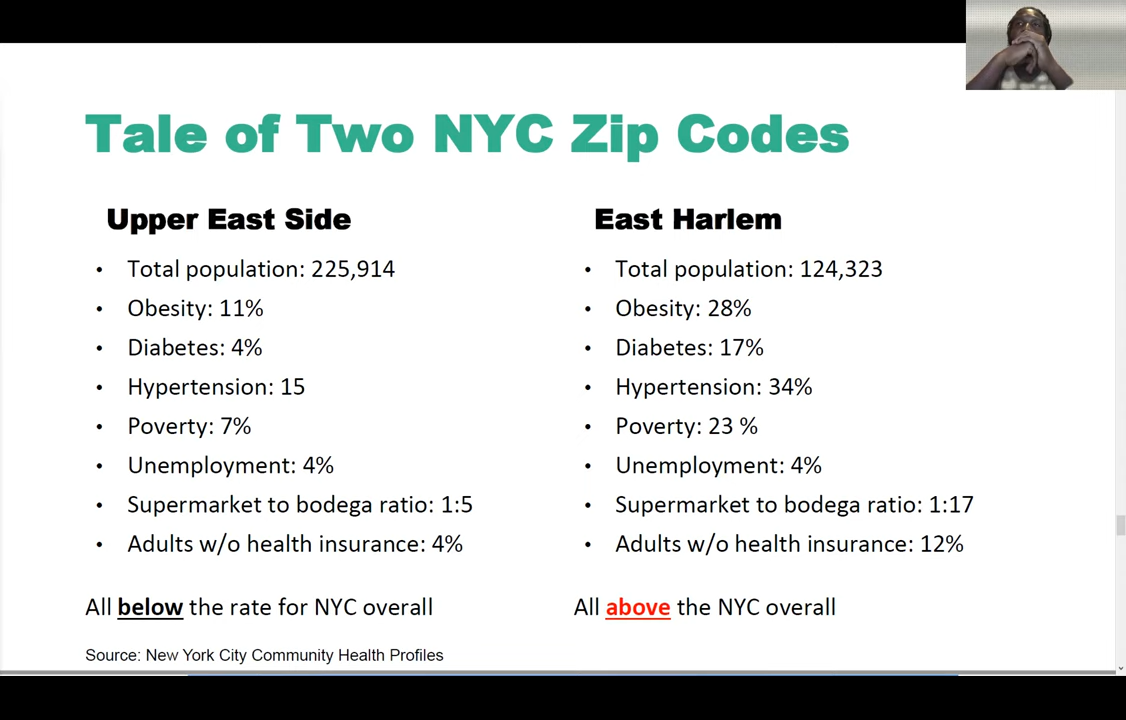 Tale of Two NYC Zip Codes
Upper East Side
• Total population: 225,914
• Obesity: 11%
• Diabetes: 4%
• Hypertension: 15
• Poverty: 7%
• Unemployment: 4%
• Supermarket to bodega ratio: 1:5
• Adults w/o health insurance: 4%
All below the rate for NYC overall
East Harlem
• Total population: 124,323
• Obesity: 28%
• Diabetes: 17%
• Hypertension: 34%
• Poverty: 23 %
• Unemployment: 4%
• Supermarket to bodega ratio: 1:17
• Adults w/o health insurance: 12%
All above the NYC overall
Source: New York City Community Health Profiles